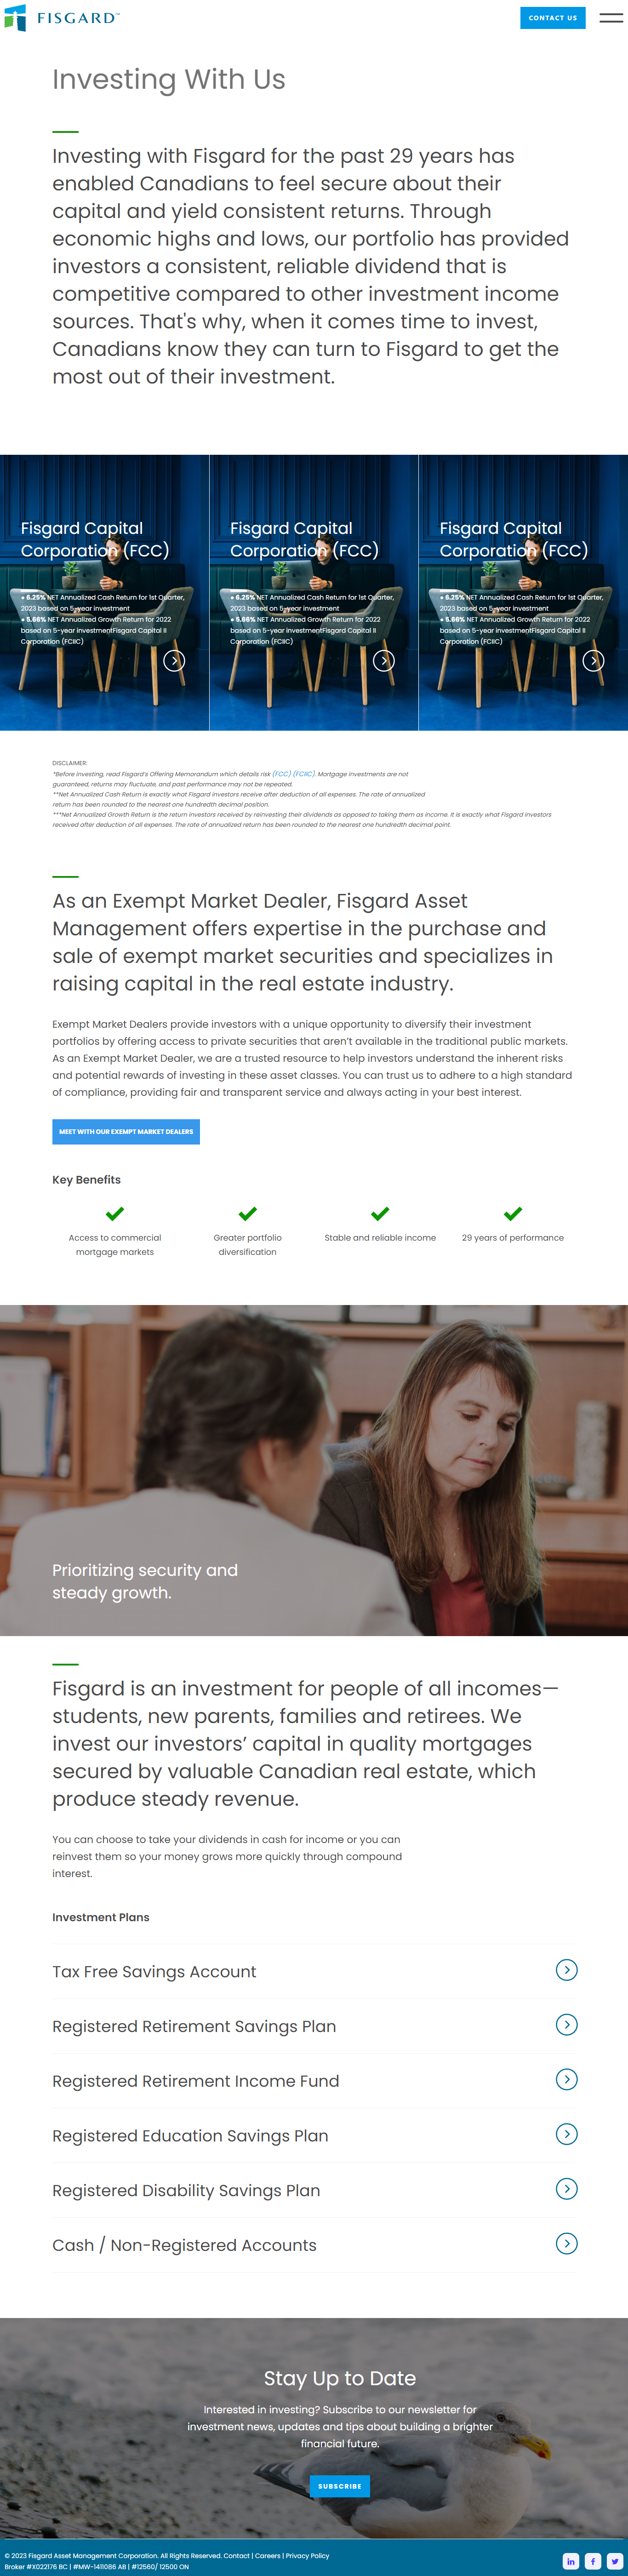 FISGARD™
CONTACT US
Investing With Us
Investing with Fisgard for the past 29 years has
enabled Canadians to feel secure about their
capital and yield consistent returns. Through
economic highs and lows, our portfolio has provided
investors a consistent, reliable dividend that is
competitive compared to other investment income
sources. That's why, when it comes time to invest,
Canadians know they can turn to Fisgard to get the
most out of their investment.
Fisgard Capital
Corporation (FCC)
● 6.25% NET Annualized Cash Return for 1st Quarter,
2023 based on 5-year investment
● 5.66% NET Annualized Growth Return for 2022
based on 5-year investmentFisgard Capital II
Corporation (FCIIC)
Fisgard Capital
Corporation (FCC)
● 6.25% NET Annualized Cash Return for 1st Quarter,
2023 based on 5-year investment
● 5.66% NET Annualized Growth Return for 2022
based on 5-year investmentFisgard Capital II
Corporation (FCIIC)
Fisgard Capital
Corporation (FCC)
● 6.25% NET Annualized Cash Return for 1st Quarter,
2023 based on 5-year investment
● 5.66% NET Annualized Growth Return for 2022
based on 5-year investmentFisgard Capital II
Corporation (FCIIC)
DISCLAIMER:
*Before investing, read Fisgard's Offering Memorandum which details risk (FCC) (FCIIC). Mortgage investments are not
guaranteed, returns may fluctuate, and past performance may not be repeated.
**Net Annualized Cash Return is exactly what Fisgard investors receive after deduction of all expenses. The rate of annualized
return has been rounded to the nearest one hundredth decimal position.
***Net Annualized Growth Return is the return investors received by reinvesting their dividends as opposed to taking them as income. It is exactly what Fisgard investors
received after deduction of all expenses. The rate of annualized return has been rounded to the nearest one hundredth decimal point.
As an Exempt Market Dealer, Fisgard Asset
Management offers expertise in the purchase and
sale of exempt market securities and specializes in
raising capital in the real estate industry.
Exempt Market Dealers provide investors with a unique opportunity to diversify their investment
portfolios by offering access to private securities that aren’t available in the traditional public markets.
As an Exempt Market Dealer, we are a trusted resource to help investors understand the inherent risks
and potential rewards of investing in these asset classes. You can trust us to adhere to a high standard
of compliance, providing fair and transparent service and always acting in your best interest.
MEET WITH OUR EXEMPT MARKET DEALERS
Key Benefits
Access to commercial
mortgage markets
Greater portfolio
diversification
Stable and reliable income
29 years of performance
Prioritizing security and
steady growth.
Fisgard is an investment for people of all incomes—
students, new parents, families and retirees. We
invest our investors’ capital in quality mortgages
secured by valuable Canadian real estate, which
produce steady revenue.
You can choose to take your dividends in cash for income or you can
reinvest them so your money grows more quickly through compound
interest.
Investment Plans
Tax Free Savings Account
Registered Retirement Savings Plan
Registered Retirement Income Fund
Registered Education Savings Plan
Registered Disability Savings Plan
Cash / Non-Registered Accounts
Stay Up to Date
Interested in investing? Subscribe to our newsletter for
investment news, updates and tips about building a brighter
financial future.
SUBSCRIBE
© 2023 Fisgard Asset Management Corporation. All Rights Reserved. Contact | Careers | Privacy Policy
Broker #X022176 BC | #MW-1411086 AB | #12560/ 12500 ON